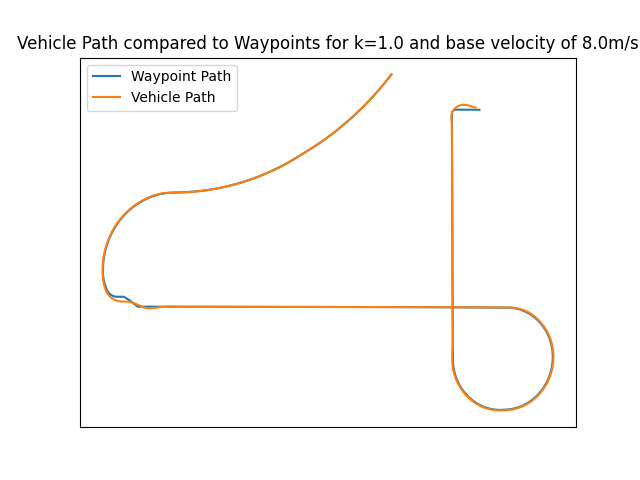 Vehicle Path compared to Waypoints for k=1.0 and base velocity of 8.0m/s
Waypoint Path
Vehicle Path